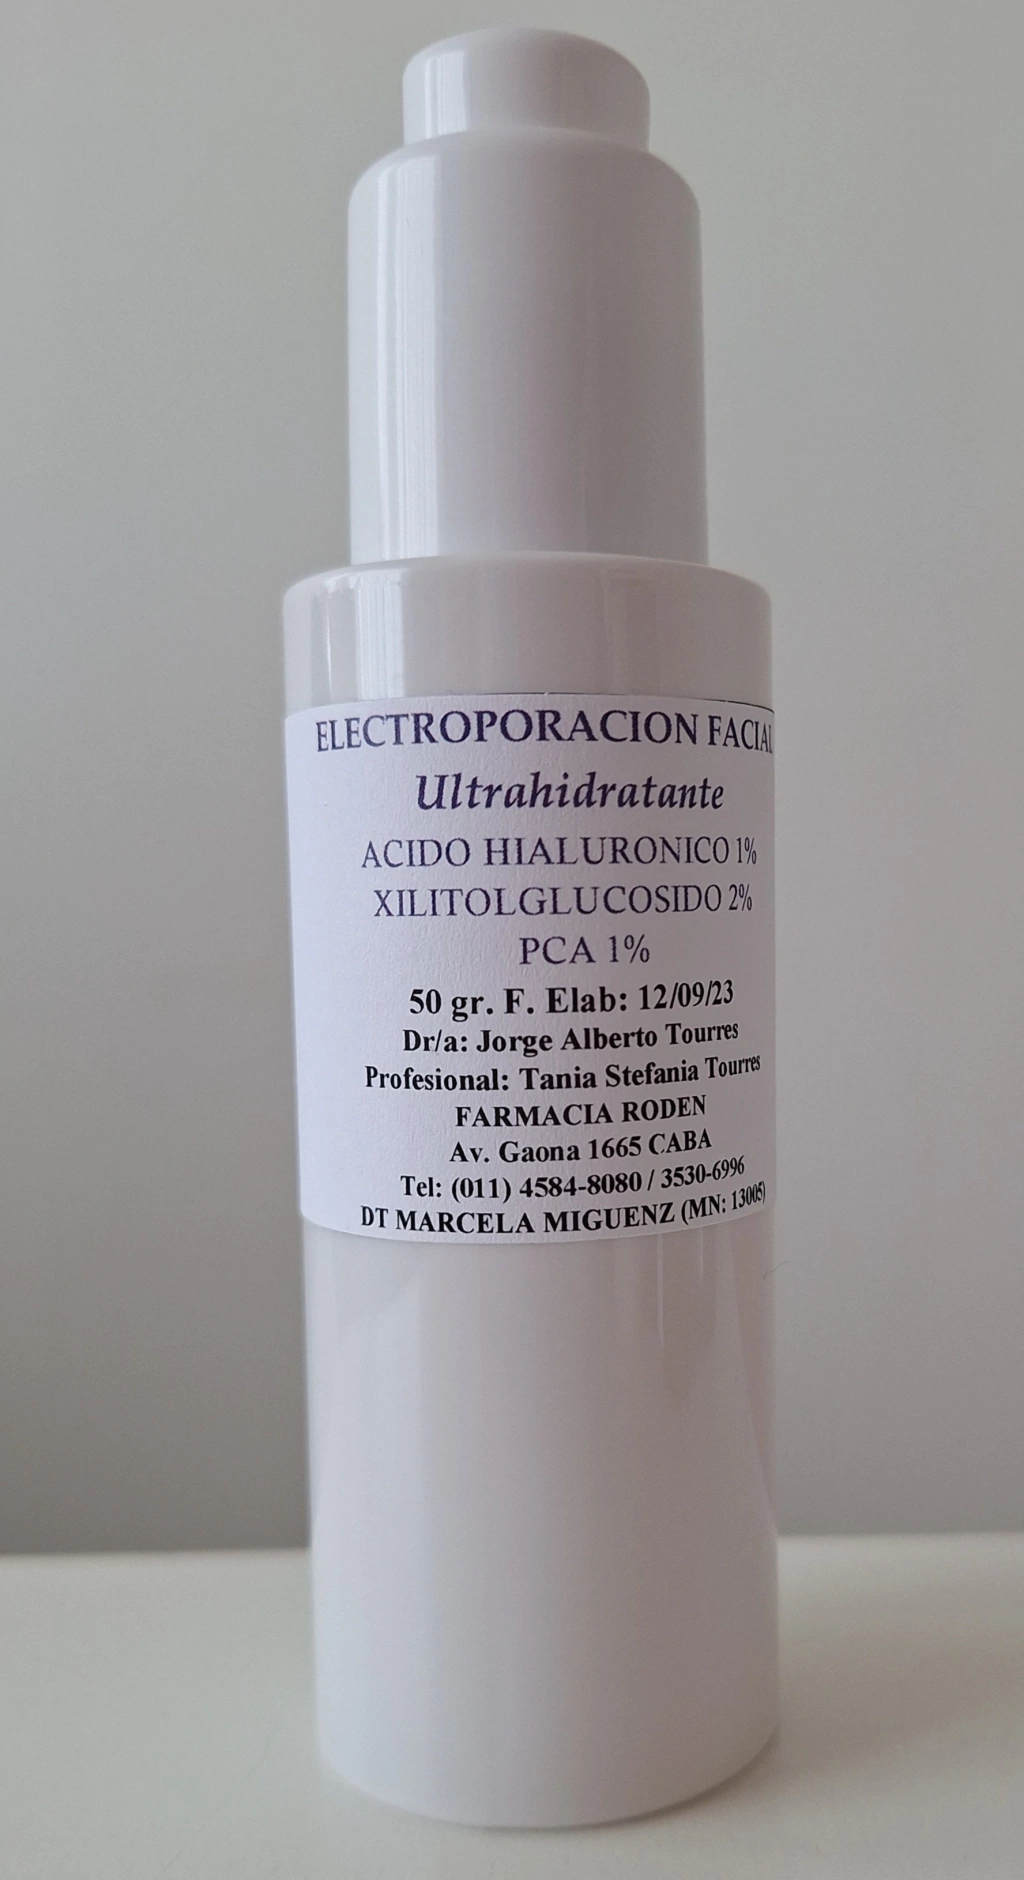 ELECTROPORACION FACIAL
Ultrahidratante
ACIDO HIALURONICO 1%
XILITOLGLUCOSIDO 2%
PCA 1%
50 gr. F. Elab: 12/09/23
Dr/a: Jorge Alberto Tourres
Profesional: Tania Stefania Tourres
FARMACIA RODEN
Av. Gaona 1665 CABA
Tel: (011) 4584-8080 / 3530-6996
DT MARCELA MIGUENZ (MN: 13005)